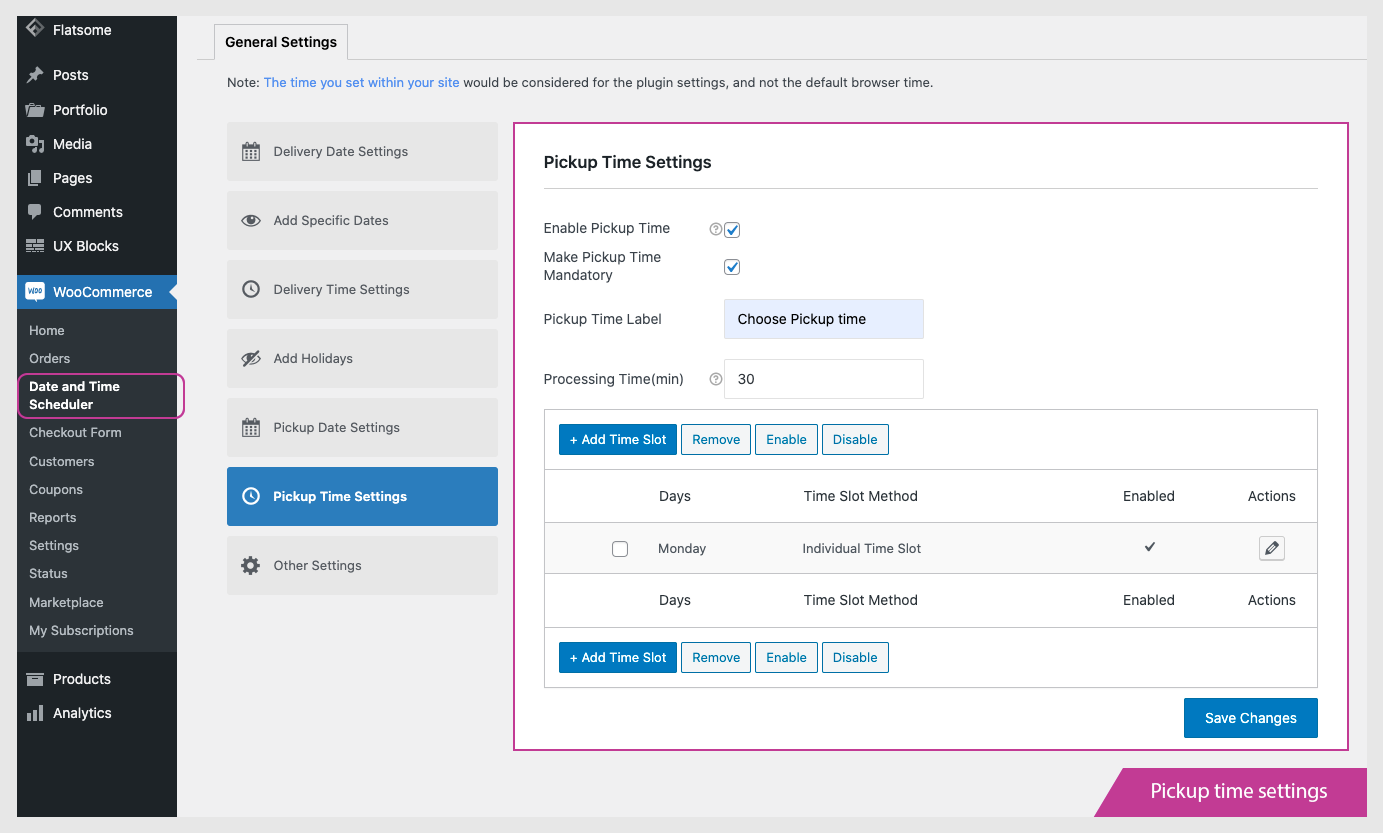 Flatsome
Posts
Portfolio
Media
Pages
Comments
UX Blocks
WOO
WooCommerce
Home
Orders
Date and Time
Scheduler
Checkout Form
Customers
Coupons
Reports
Settings
Status
Marketplace
My Subscriptions
Products
Analytics
General Settings
Note: The time you set within your site would be considered for the plugin settings, and not the default browser time.
Delivery Date Settings
Add Specific Dates
Delivery Time Settings
Add Holidays
Pickup Date Settings
Pickup Time Settings
Other Settings
Pickup Time Settings
Enable Pickup Time ?
Make Pickup Time
Mandatory
Pickup Time Label Choose Pickup time
Processing Time(min) ? 30
+ Add Time Slot Remove Enable Disable
Days Time Slot Method Enabled Actions
Monday Individual Time Slot
Days Time Slot Method Enabled Actions
+ Add Time Slot Remove Enable Disable
Save Changes
Pickup time settings